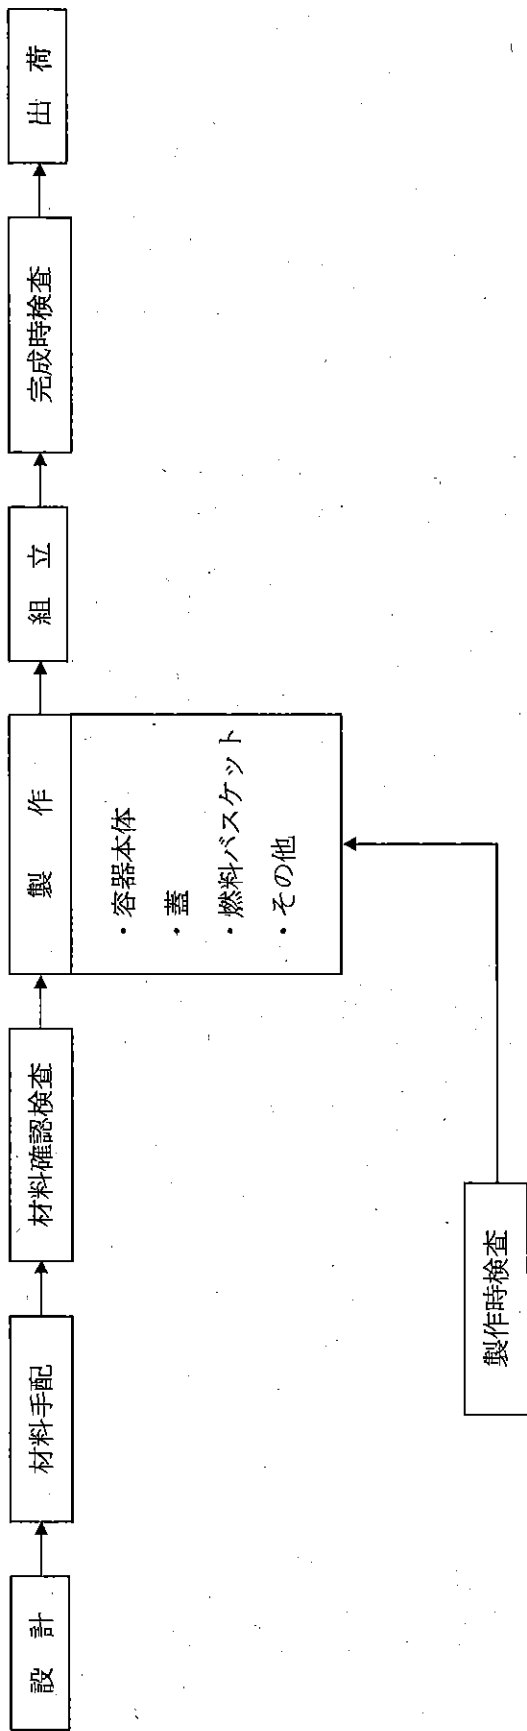 設 計
材料手配
材料確認検査
製 作
・容器本体
・蓋
・燃料バスケット
・その他
組 立
完成時検査
出 荷
製作時検査